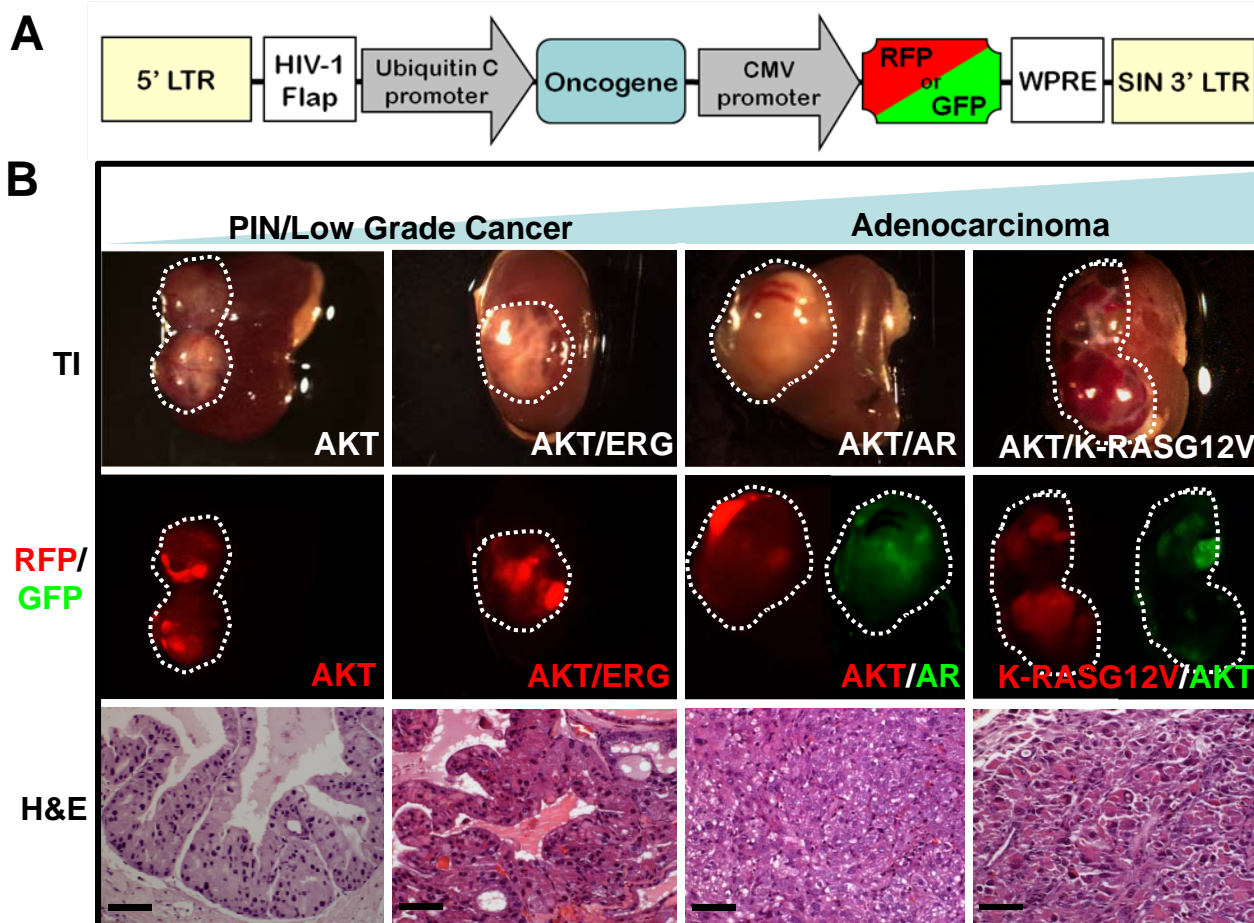 A
5' LTR
HIV-1
Flap
Ubiquitin C
promoter
Oncogene
CMV
promoter
RFP
or
GFP
WPRE
SIN 3' LTR
B
PIN/Low Grade Cancer
Adenocarcinoma
TI
AKT
AKT/ERG
AKT/AR
AKT/K-RASG12V
RFP/
GFP
AKT
AKT/ERG
AKT/AR
K-RASG12V/AKT
H&E